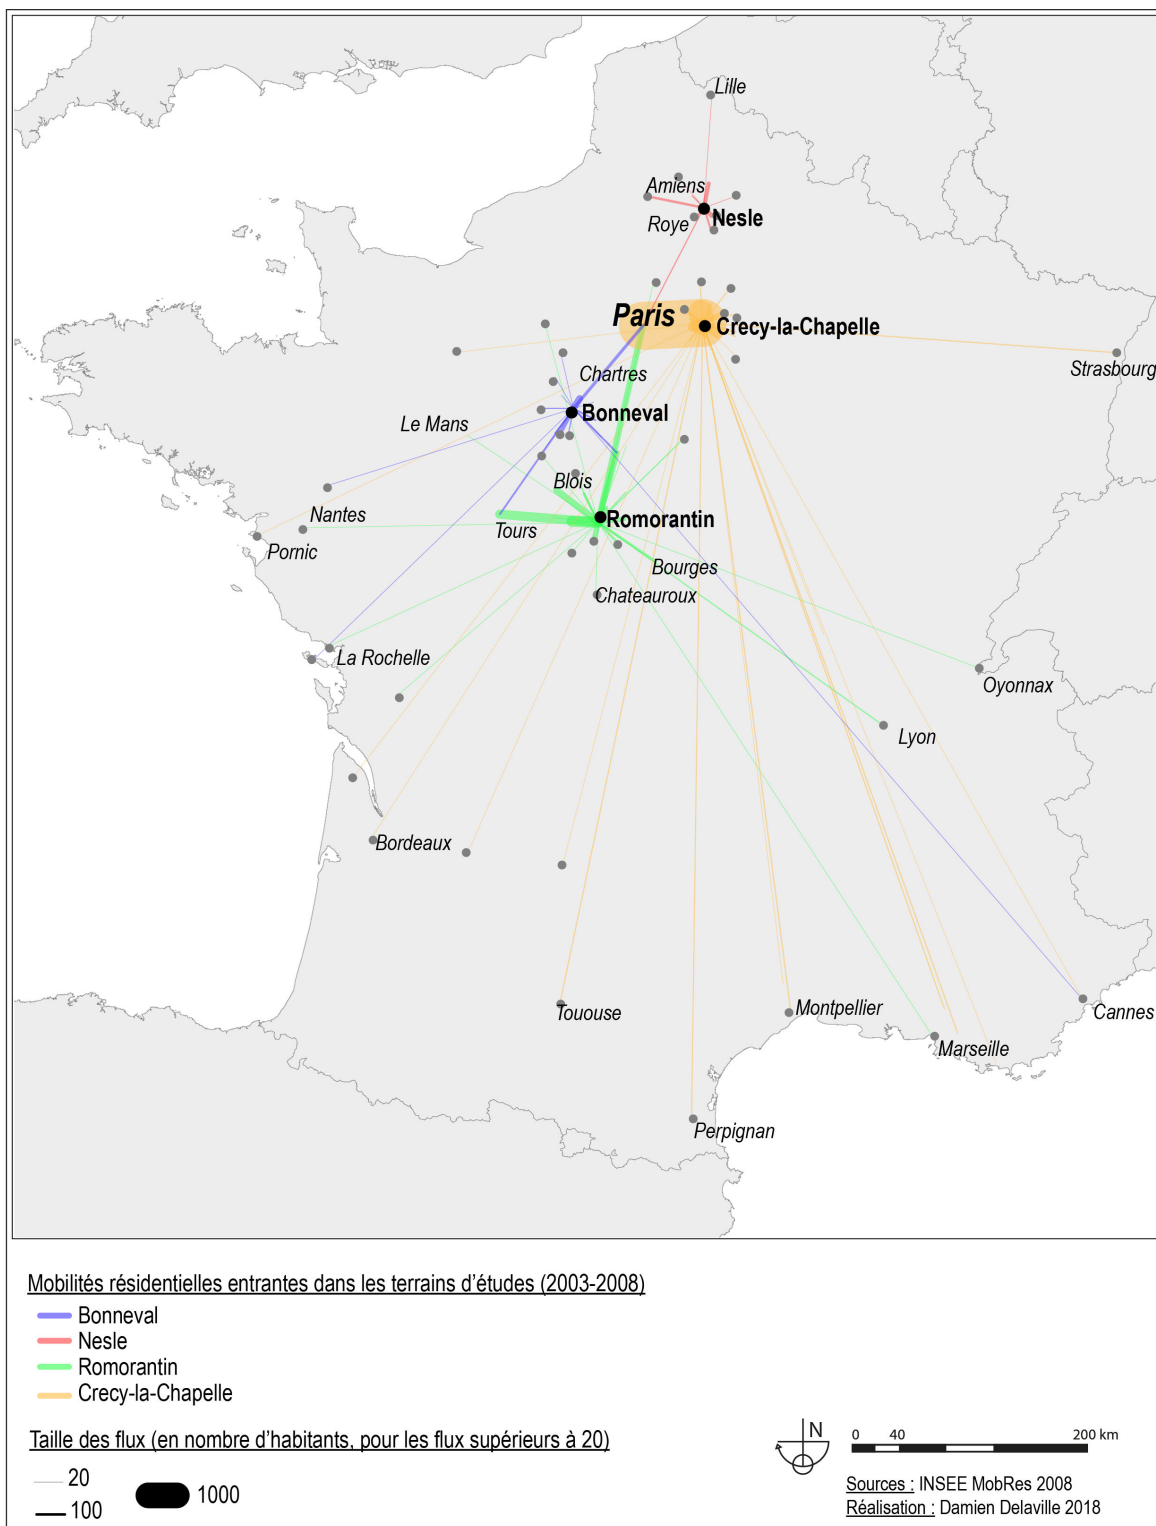 Lille
Amiens
Roye
Nesle
Paris
Crecy-la-Chapelle
Strasbourg
Chartres
Bonneval
Le Mans
Blois
Nantes
Tours
Romorantin
Pornic
Bourges
Chateauroux
La Rochelle
Oyonnax
Lyon
Bordeaux
Tououse
Montpellier
Cannes
Marseille
Perpignan
Mobilités résidentielles entrantes dans les terrains d'études (2003-2008)
Bonneval
Nesle
Romorantin
Crecy-la-Chapelle
Taille des flux (en nombre d'habitants, pour les flux supérieurs à 20)
20
100
1000
N
0 40 200 km
Sources : INSEE MobRes 2008
Réalisation : Damien Delaville 2018